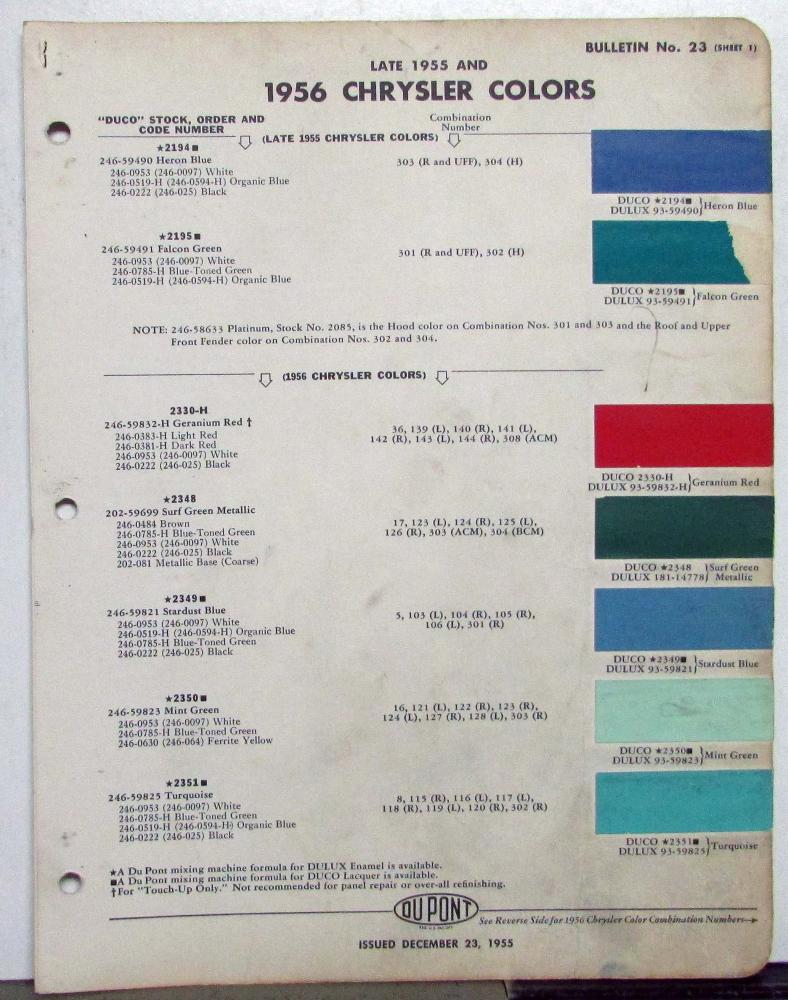 BULLETIN No. 23 (SHEET 1)
LATE 1955 AND
1956 CHRYSLER COLORS
"DUCO" STOCK, ORDER AND
CODE NUMBER
Combination
Number
(LATE 1955 CHRYSLER COLORS)
★2194■
246-59490 Heron Blue
303 (R and UFF), 304 (H)
246-0953 (246-0097) White
246-0519-H (246-0594-H) Organic Blue
246-0222 (246-025) Black
DUCO ★2194■
DULUX 93-59490} Heron Blue
★2195■
246-59491 Falcon Green
301 (R and UFF), 302 (H)
246-0953 (246-0097) White
246-0785-H Blue-Toned Green
246-0519-H (246-0594-H) Organic Blue
DUCO ★2195■
DULUX 93-59491} Falcon Green
NOTE: 246-58633 Platinum, Stock No. 2085, is the Hood color on Combination Nos. 301 and 303 and the Roof and Upper
Front Fender color on Combination Nos. 302 and 304.
(1956 CHRYSLER COLORS)
2330-H
246-59832-H Geranium Red †
246-0383-H Light Red
246-0381-H Dark Red
246-0953 (246-0097) White
246-0222 (246-025) Black
36, 139 (L), 140 (R), 141 (L),
142 (R), 143 (L), 144 (R), 308 (ACM)
DUCO 2330-H
DULUX 93-59832-H} Geranium Red
★2348
202-59699 Surf Green Metallic
246-0484 Brown
246-0785-H Blue-Toned Green
246-0953 (246-0097) White
246-0222 (246-025) Black
202-081 Metallic Base (Coarse)
17, 123 (L), 124 (R), 125 (L),
126 (R), 303 (ACM), 304 (BCM)
DUCO ★2348 } Surf Green
DULUX 181-14778} Metallic
★2349■
246-59821 Stardust Blue
246-0953 (246-0097) White
246-0519-H (246-0594-H) Organic Blue
246-0785-H Blue-Toned Green
246-0222 (246-025) Black
5, 103 (L), 104 (R), 105 (R),
106 (L), 301 (R)
DUCO ★2349■
DULUX 93-59821} Stardust Blue
★2350■
246-59823 Mint Green
246-0953 (246-0097) White
246-0785-H Blue-Toned Green
246-0630 (246-064) Ferrite Yellow
16, 121 (L), 122 (R), 123 (R),
124 (L), 127 (R), 128 (L), 303 (R)
DUCO ★2350■
DULUX 93-59823} Mint Green
★2351■
246-59825 Turquoise
246-0953 (246-0097) White
246-0785-H Blue-Toned Green
246-0519-H (246-0594-H) Organic Blue
246-0222 (246-025) Black
8, 115 (R), 116 (L), 117 (L),
118 (R), 119 (L), 120 (R), 302 (R)
DUCO ★2351■
DULUX 93-59825} Turquoise
★A Du Pont mixing machine formula for DULUX Enamel is available.
■A Du Pont mixing machine formula for DUCO Lacquer is available.
†For "Touch-Up Only." Not recommended for panel repair or over-all refinishing.
DU PONT
See Reverse Side for 1956 Chrysler Color Combination Numbers
ISSUED DECEMBER 23, 1955